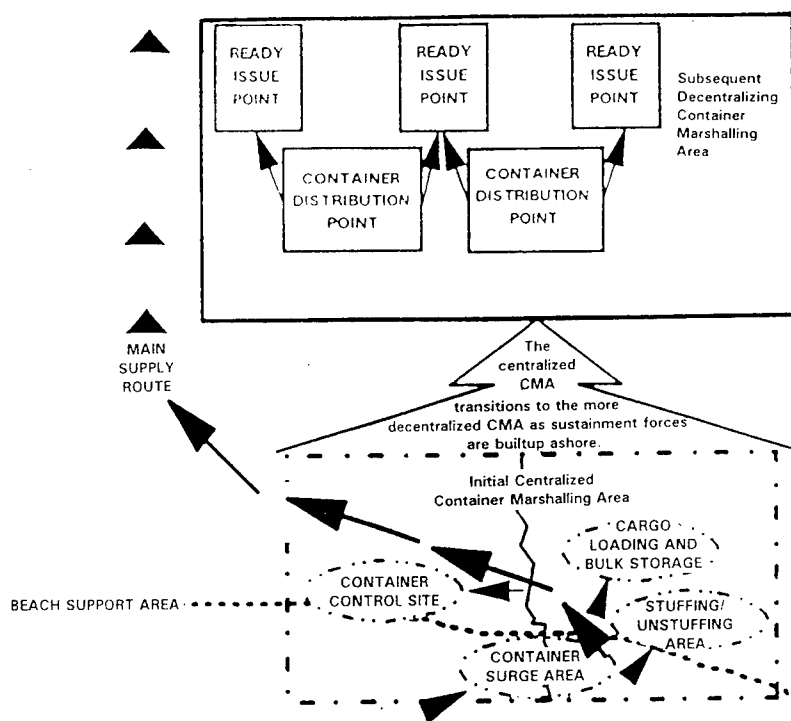 READY
ISSUE
POINT
READY
ISSUE
POINT
READY
ISSUE
POINT
Subsequent
Decentralizing
Container
Marshalling
Area
CONTAINER
DISTRIBUTION
POINT
CONTAINER
DISTRIBUTION
POINT
MAIN
SUPPLY
ROUTE
The
centralized
CMA
transitions to the more
decentralized CMA as sustainment forces
are builtup ashore.
Initial Centralized
Container Marshalling Area
CARGO
LOADING AND
BULK STORAGE
CONTAINER
CONTROL SITE
BEACH SUPPORT AREA
STUFFING/
UNSTUFFING
AREA
CONTAINER
SURGE AREA